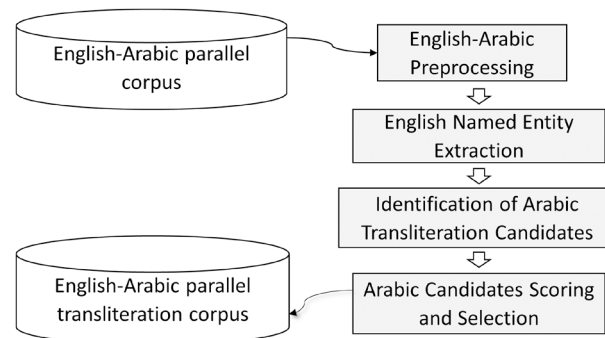 English-Arabic parallel
corpus
English-Arabic
Preprocessing
English Named Entity
Extraction
Identification of Arabic
Transliteration Candidates
Arabic Candidates Scoring
and Selection
English-Arabic parallel
transliteration corpus